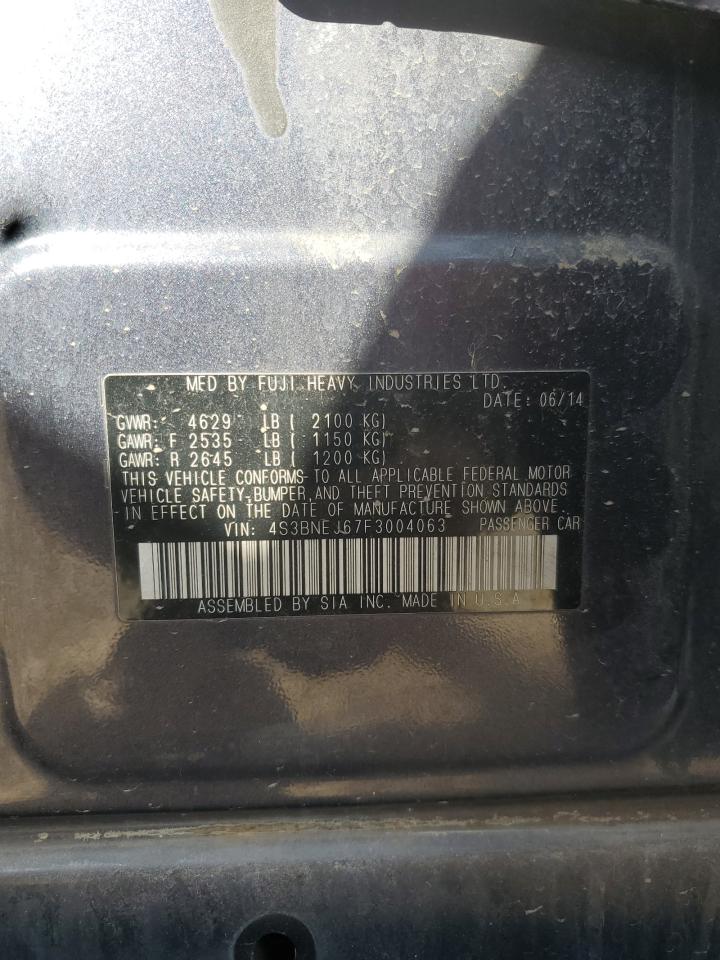 MFD BY FUJI HEAVY INDUSTRIES LTD.
DATE: 06/14
GVWR: 4629 LB ( 2100 KG)
GAWR: F 2535 LB ( 1150 KG)
GAWR: R 2645 LB ( 1200 KG)
THIS VEHICLE CONFORMS TO ALL APPLICABLE FEDERAL MOTOR
VEHICLE SAFETY,BUMPER,AND THEFT PREVENTION STANDARDS
IN EFFECT ON THE DATE OF MANUFACTURE SHOWN ABOVE.
VIN: 4S3BNEJ67F3004063 PASSENGER CAR
ASSEMBLED BY SIA INC. MADE IN U.S.A